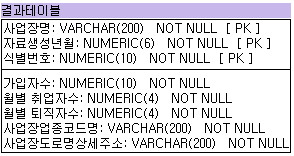 결과테이블
사업장명: VARCHAR(200) NOT NULL [ PK ]
자료생성년월: NUMERIC(6) NOT NULL [ PK ]
식별번호: NUMERIC(10) NOT NULL [ PK ]
가입자수: NUMERIC(10) NOT NULL
월별 취업자수: NUMERIC(4) NOT NULL
월별 퇴직자수: NUMERIC(4) NOT NULL
사업장업종코드명: VARCHAR(200) NOT NULL
사업장도로명상세주소: VARCHAR(200) NOT NULL